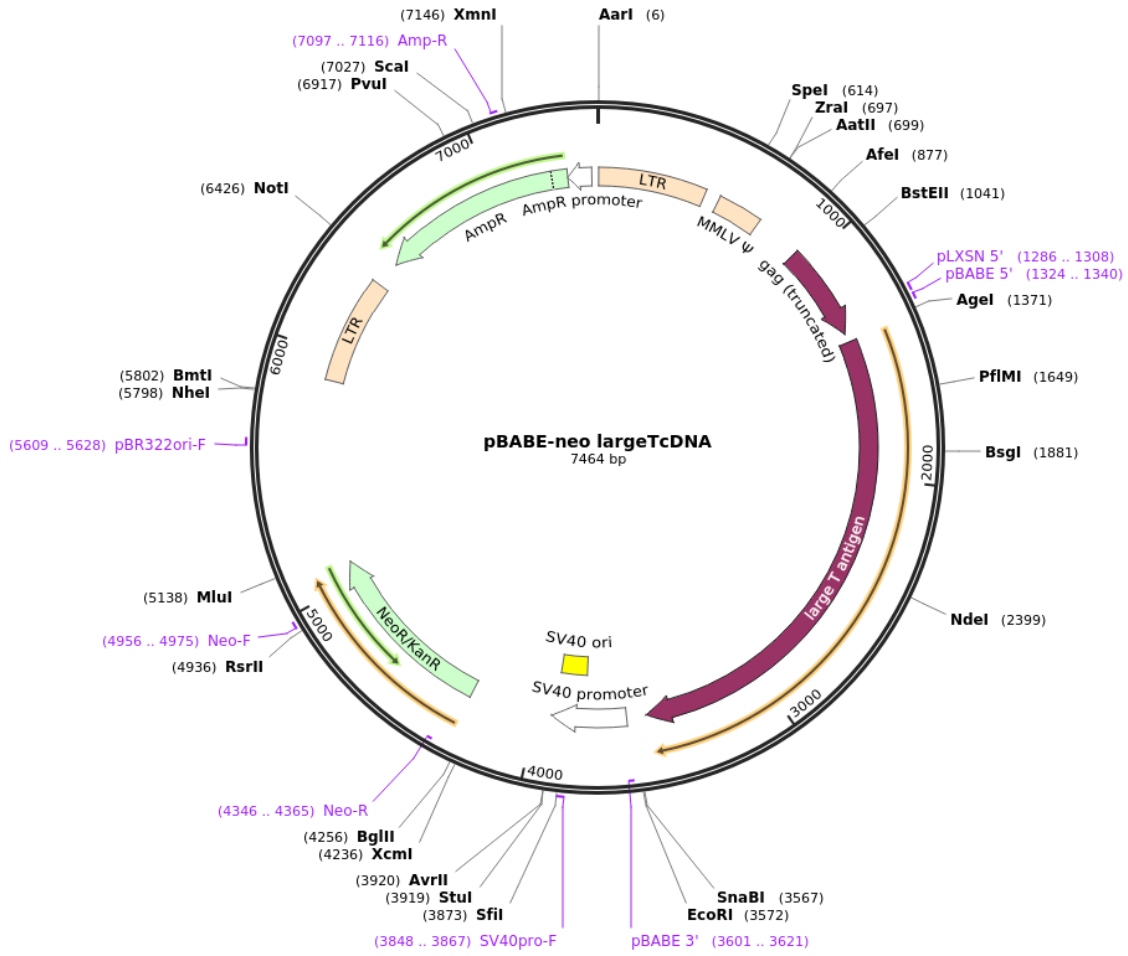 (7146) XmnI
AarI (6)
(7097 .. 7116) Amp-R
(7027) ScaI
(6917) PvuI
SpeI (614)
ZraI (697)
AatII (699)
AfeI (877)
BstEII (1041)
(6426) NotI
pLXSN 5' (1286 .. 1308)
pBABE 5' (1324 .. 1340)
AgeI (1371)
PflMI (1649)
BsgI (1881)
NdeI (2399)
(5802) BmtI
(5798) NheI
(5609 .. 5628) pBR322ori-F
(5138) MluI
(4956 .. 4975) Neo-F
(4936) RsrII
7000
1000
2000
3000
4000
5000
6000
LTR
AmpR promoter
AmpR
MMLV Ψ
gag (truncated)
LTR
pBABE-neo largeTcDNA
7464 bp
large T antigen
NeoR/KanR
SV40 ori
SV40 promoter
(4346 .. 4365) Neo-R
(4256) BglII
(4236) XcmI
(3920) AvrII
(3919) StuI
(3873) SfiI
(3848 .. 3867) SV40pro-F
SnaBI (3567)
EcoRI (3572)
pBABE 3' (3601 .. 3621)